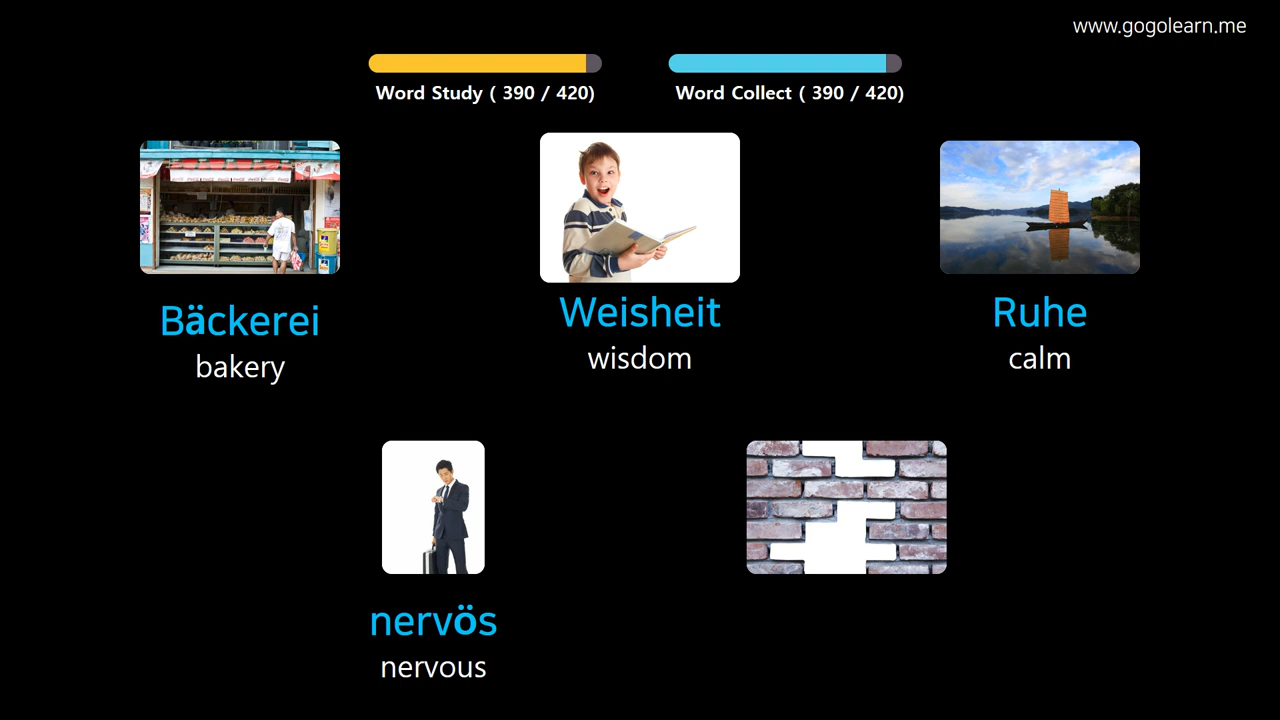 www.gogolearn.me
Word Study ( 390 / 420)
Word Collect ( 390 / 420)
Bäckerei
bakery
Weisheit
wisdom
Ruhe
calm
nervös
nervous